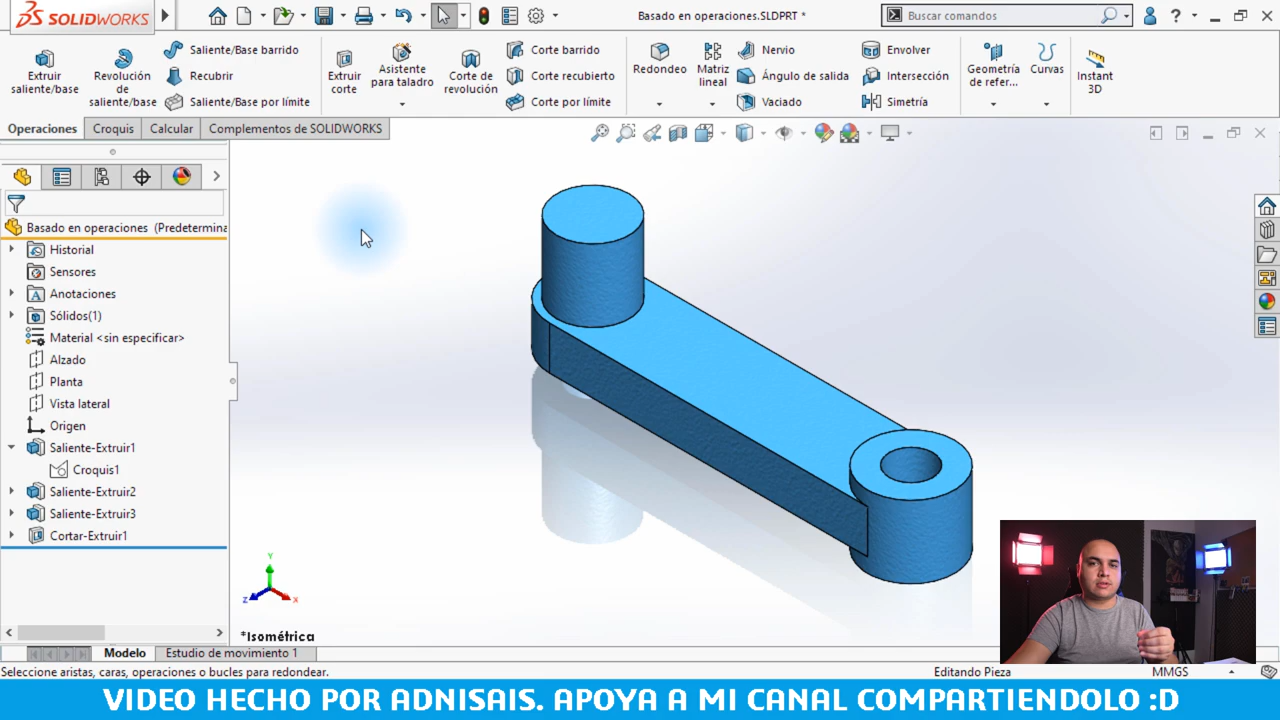 SOLIDWORKS
Basado en operaciones.SLDPRT *
Buscar comandos
?
Extruir saliente/base
Revolución de saliente/base
Saliente/Base barrido
Recubrir
Saliente/Base por límite
Extruir corte
Asistente para taladro
Corte de revolución
Corte barrido
Corte recubierto
Corte por límite
Redondeo
Matriz lineal
Nervio
Ángulo de salida
Vaciado
Envolver
Intersección
Simetría
Geometría de refer...
Curvas
Instant 3D
Operaciones
Croquis
Calcular
Complementos de SOLIDWORKS
Basado en operaciones (Predetermina
Historial
Sensores
Anotaciones
Sólidos(1)
Material <sin especificar>
Alzado
Planta
Vista lateral
Origen
Saliente-Extruir1
Croquis1
Saliente-Extruir2
Saliente-Extruir3
Cortar-Extruir1
Y
Z
X
*Isométrica
Modelo
Estudio de movimiento 1
Seleccione aristas, caras, operaciones o bucles para redondear.
Editando Pieza
MMGS
VIDEO HECHO POR ADNISAIS. APOYA A MI CANAL COMPARTIENDOLO :D